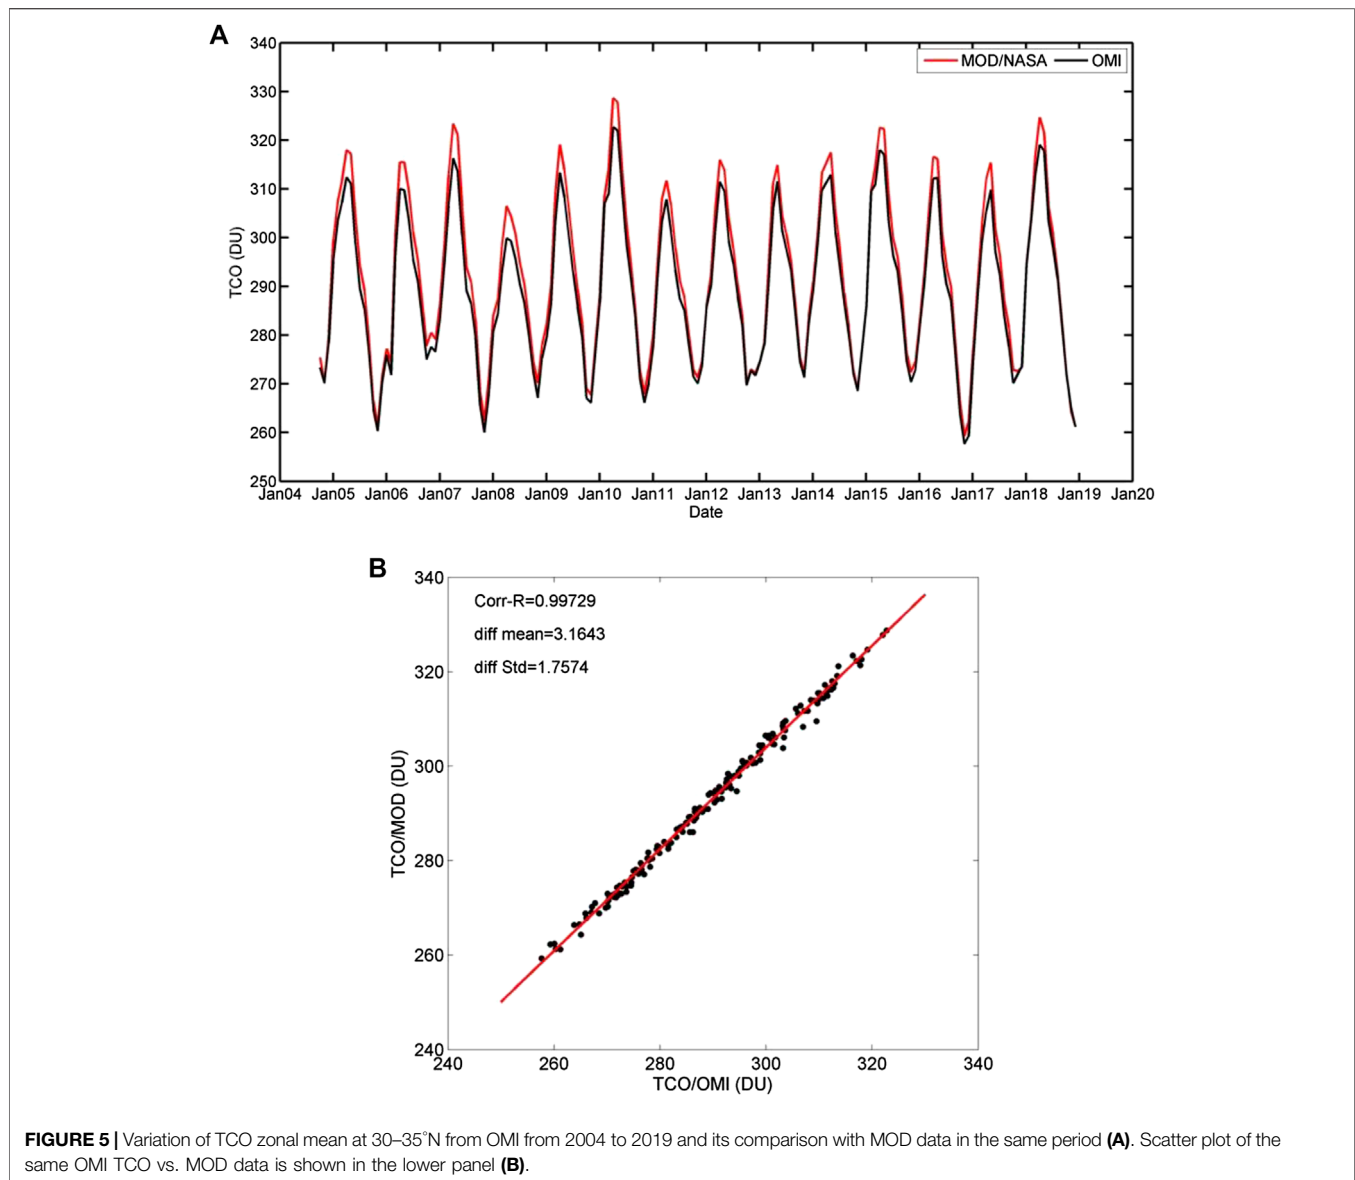 A
340
330
320
310
300
290
280
270
260
250
TCO (DU)
MOD/NASA OMI
Jan04 Jan05 Jan06 Jan07 Jan08 Jan09 Jan10 Jan11 Jan12 Jan13 Jan14 Jan15 Jan16 Jan17 Jan18 Jan19 Jan20
Date
B
340
320
300
280
260
240
TCO/MOD (DU)
Corr-R=0.99729
diff mean=3.1643
diff Std=1.7574
240 260 280 300 320 340
TCO/OMI (DU)
FIGURE 5 | Variation of TCO zonal mean at 30–35°N from OMI from 2004 to 2019 and its comparison with MOD data in the same period (A). Scatter plot of the
same OMI TCO vs. MOD data is shown in the lower panel (B).